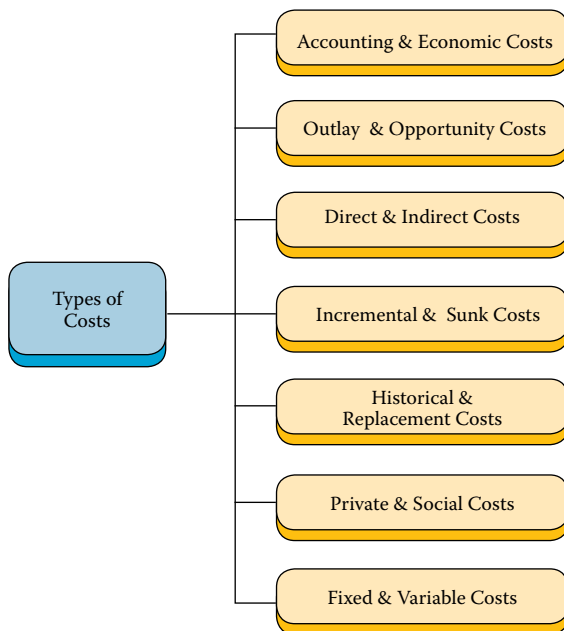 Accounting & Economic Costs
Outlay & Opportunity Costs
Direct & Indirect Costs
Types of
Costs
Incremental & Sunk Costs
Historical &
Replacement Costs
Private & Social Costs
Fixed & Variable Costs